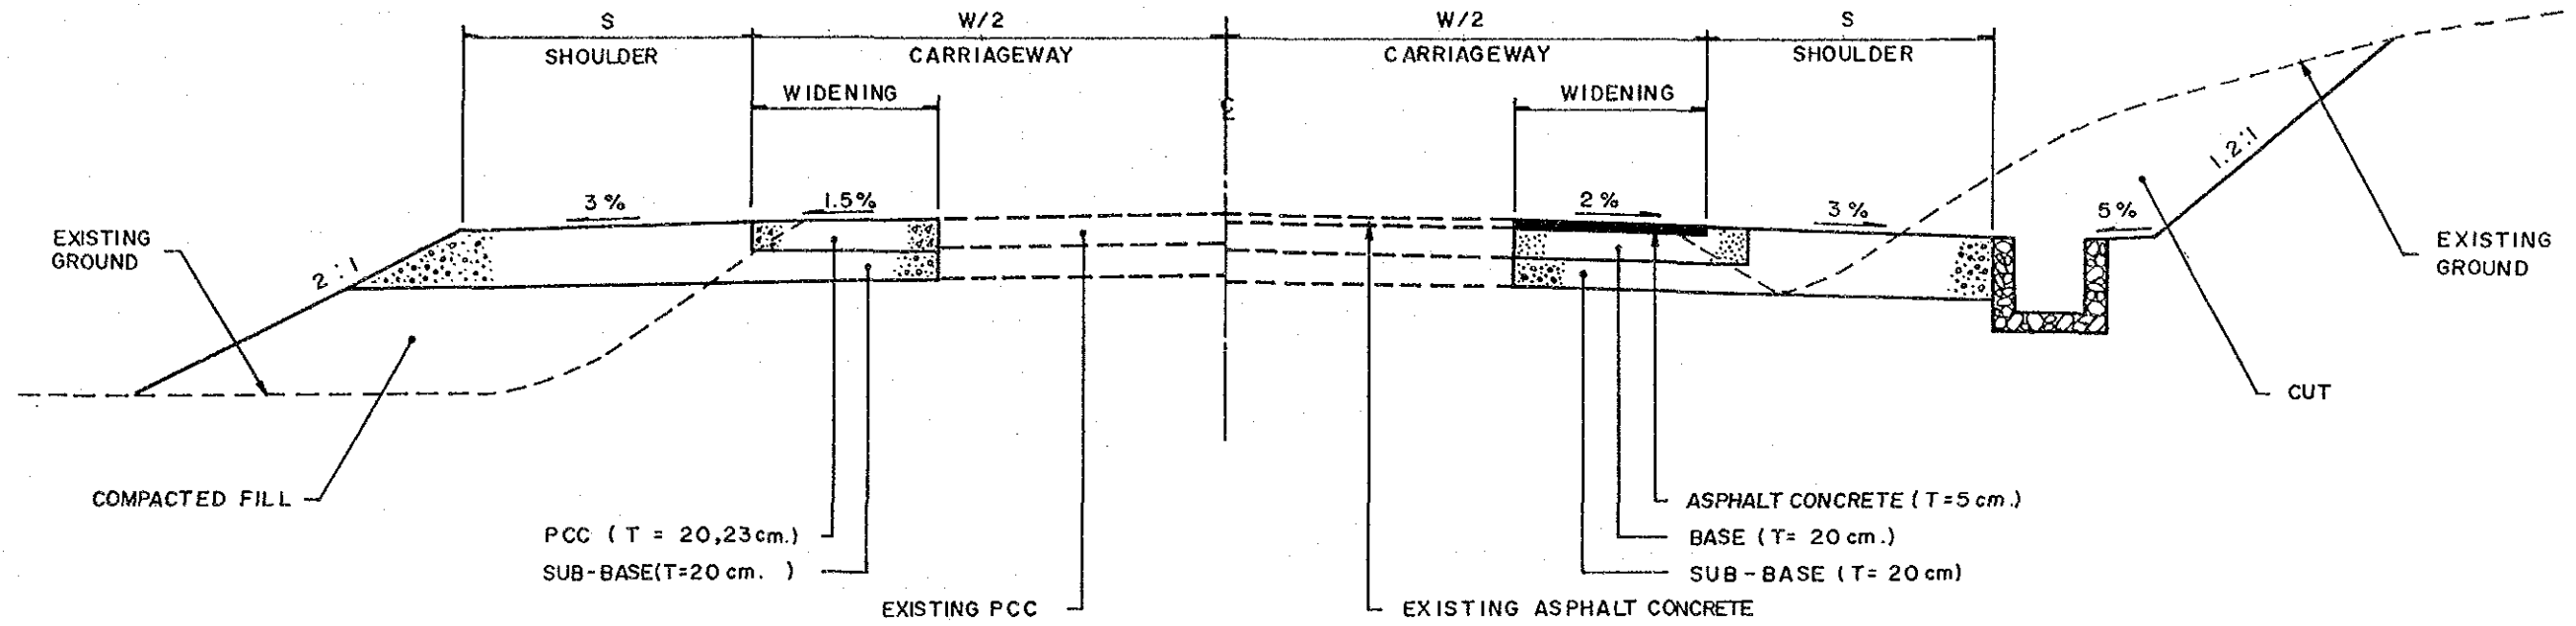 S W/2 W/2 S
SHOULDER CARRIAGEWAY CARRIAGEWAY SHOULDER
WIDENING WIDENING
℄
1.2:1
3% 1.5% 2% 3% 5%
EXISTING
GROUND
EXISTING
GROUND
2:1
CUT
COMPACTED FILL
ASPHALT CONCRETE (T=5 cm.)
PCC (T = 20,23cm.)
BASE (T= 20 cm.)
SUB-BASE(T=20 cm. )
SUB-BASE (T= 20 cm)
EXISTING PCC
EXISTING ASPHALT CONCRETE